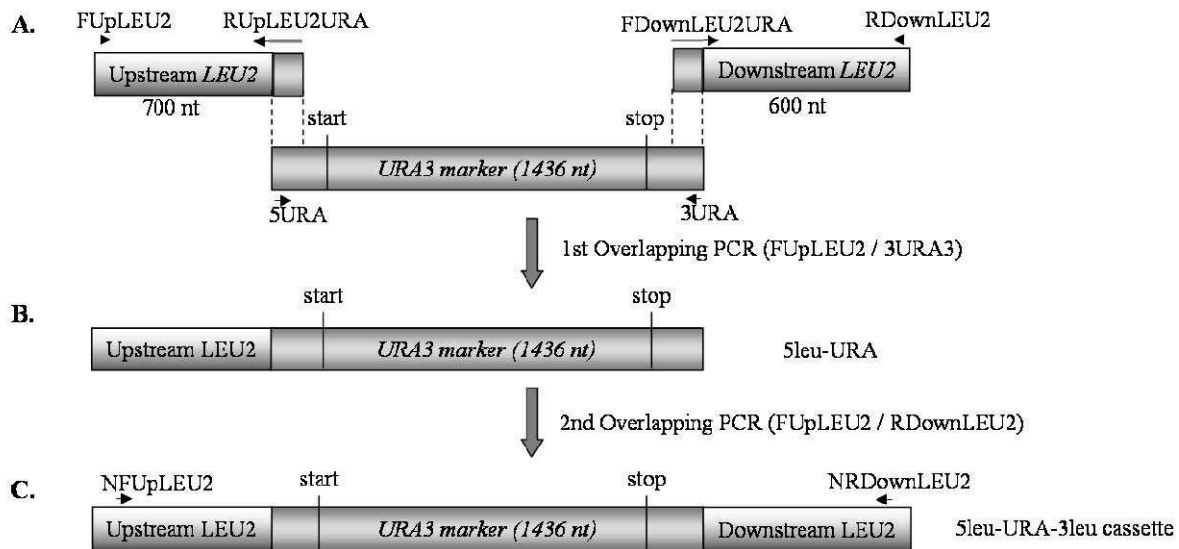 A.
FUpLEU2 RUpLEU2URA FDownLEU2URA RDownLEU2
Upstream LEU2 Downstream LEU2
700 nt 600 nt
start stop
URA3 marker (1436 nt)
5URA 3URA
1st Overlapping PCR (FUpLEU2 / 3URA3)
start stop
B.
Upstream LEU2 URA3 marker (1436 nt) 5leu-URA
2nd Overlapping PCR (FUpLEU2 / RDownLEU2)
C.
NFUpLEU2 start stop NRDownLEU2
Upstream LEU2 URA3 marker (1436 nt) Downstream LEU2 5leu-URA-3leu cassette